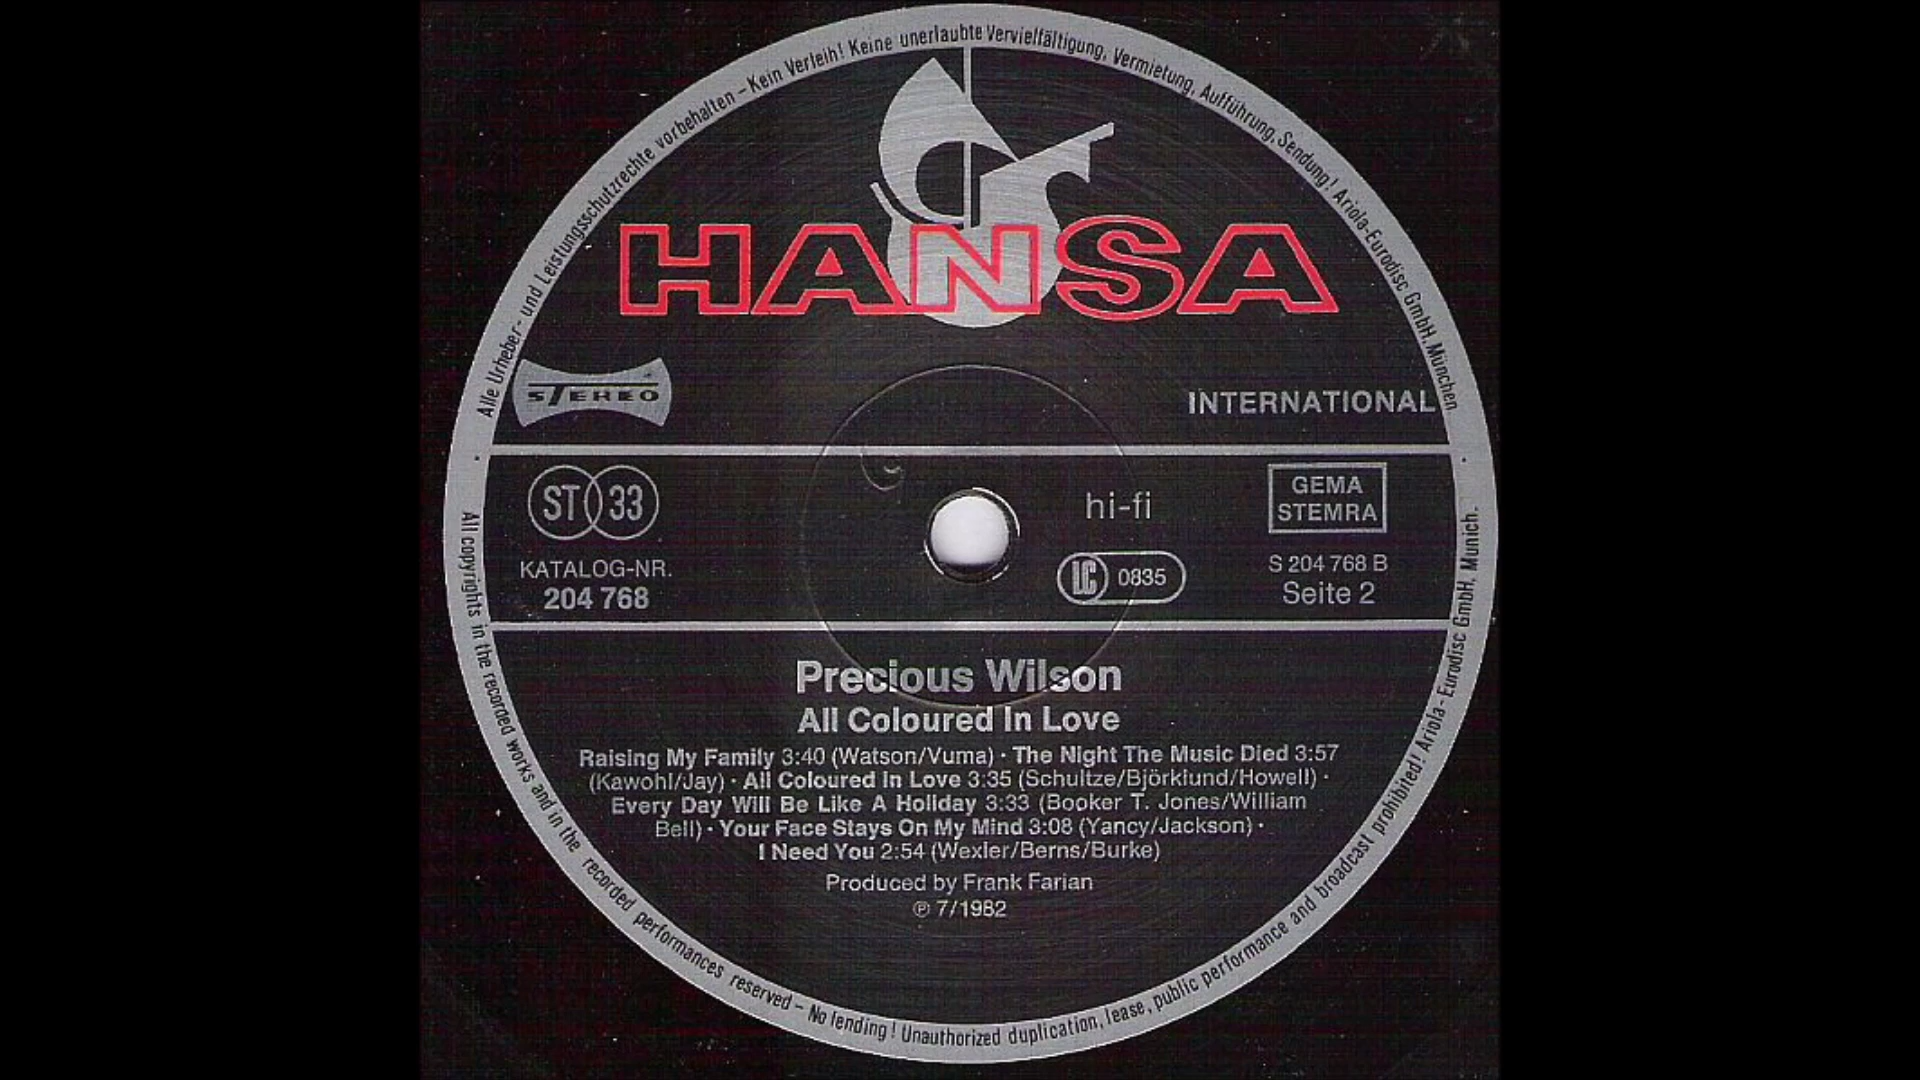 Alle Urheber- und Leistungsschutzrechte vorbehalten – Kein Verleih! Keine unerlaubte Vervielfältigung, Vermietung, Aufführung, Sendung! Ariola-Eurodisc GmbH, München
HANSA
STEREO
INTERNATIONAL
ST 33
hi-fi
GEMA
STEMRA
KATALOG-NR.
204 768
LC 0835
S 204 768 B
Seite 2
Precious Wilson
All Coloured In Love
Raising My Family 3:40 (Watson/Vuma) · The Night The Music Died 3:57
(Kawohl/Jay) · All Coloured In Love 3:35 (Schultze/Björklund/Howell) ·
Every Day Will Be Like A Holiday 3:33 (Booker T. Jones/William
Bell) · Your Face Stays On My Mind 3:08 (Yancy/Jackson) ·
I Need You 2:54 (Wexler/Berns/Burke)
Produced by Frank Farian
℗ 7/1982
All copyrights in the recorded works and in the recorded performances reserved – No lending! Unauthorized duplication, lease, public performance and broadcast prohibited! Ariola-Eurodisc GmbH, Munich.